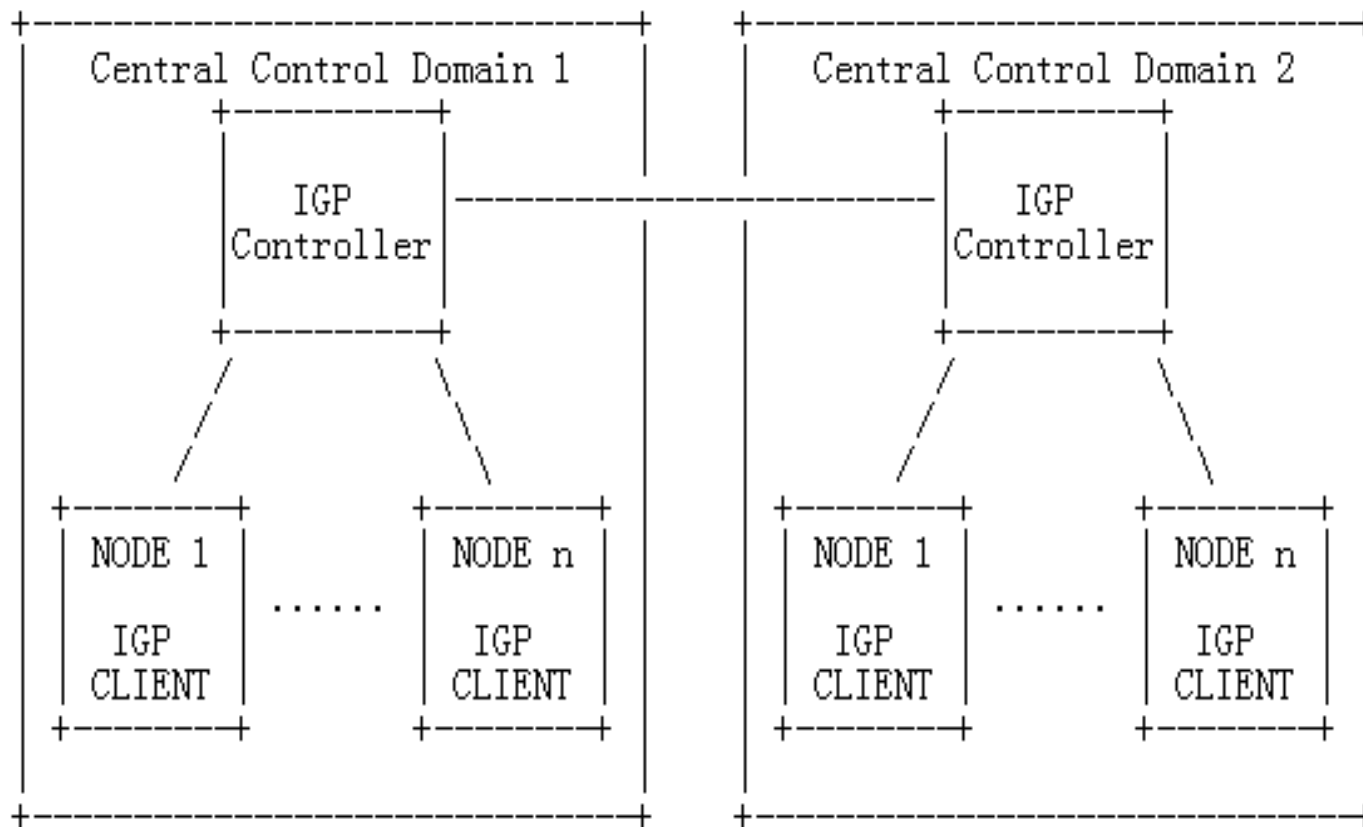 Central Control Domain 1
Central Control Domain 2
IGP
Controller
IGP
Controller
NODE 1
IGP
CLIENT
......
NODE n
IGP
CLIENT
NODE 1
IGP
CLIENT
......
NODE n
IGP
CLIENT